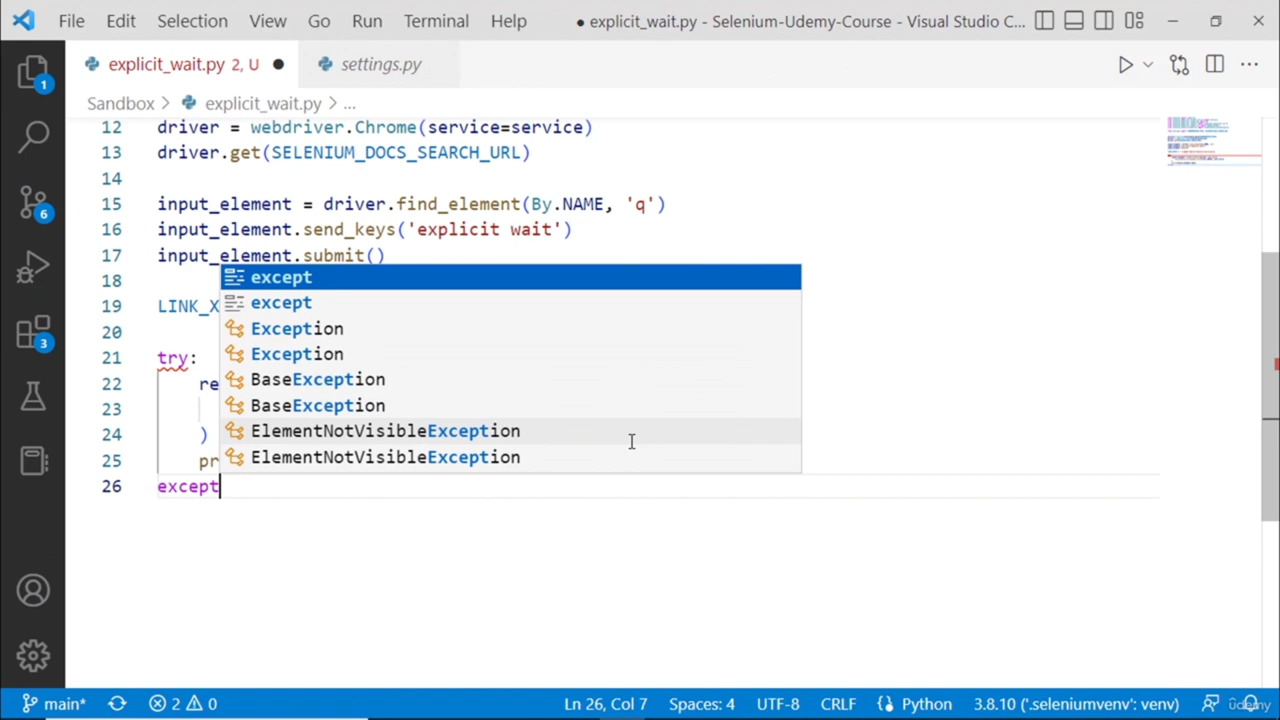 File Edit Selection View Go Run Terminal Help ● explicit_wait.py - Selenium-Udemy-Course - Visual Studio C...
explicit_wait.py 2, U ● settings.py
Sandbox > explicit_wait.py > ...
12 driver = webdriver.Chrome(service=service)
13 driver.get(SELENIUM_DOCS_SEARCH_URL)
14
15 input_element = driver.find_element(By.NAME, 'q')
16 input_element.send_keys('explicit wait')
17 input_element.submit()
18 except
except
19 LINK_X
Exception
20 Exception
21 try:
BaseException
22 re
BaseException
23
24 ) ElementNotVisibleException
25 pr ElementNotVisibleException
26 except
1
6
3
main* 2 0 Ln 26, Col 7 Spaces: 4 UTF-8 CRLF Python 3.8.10 ('.seleniumvenv': venv)
udemy